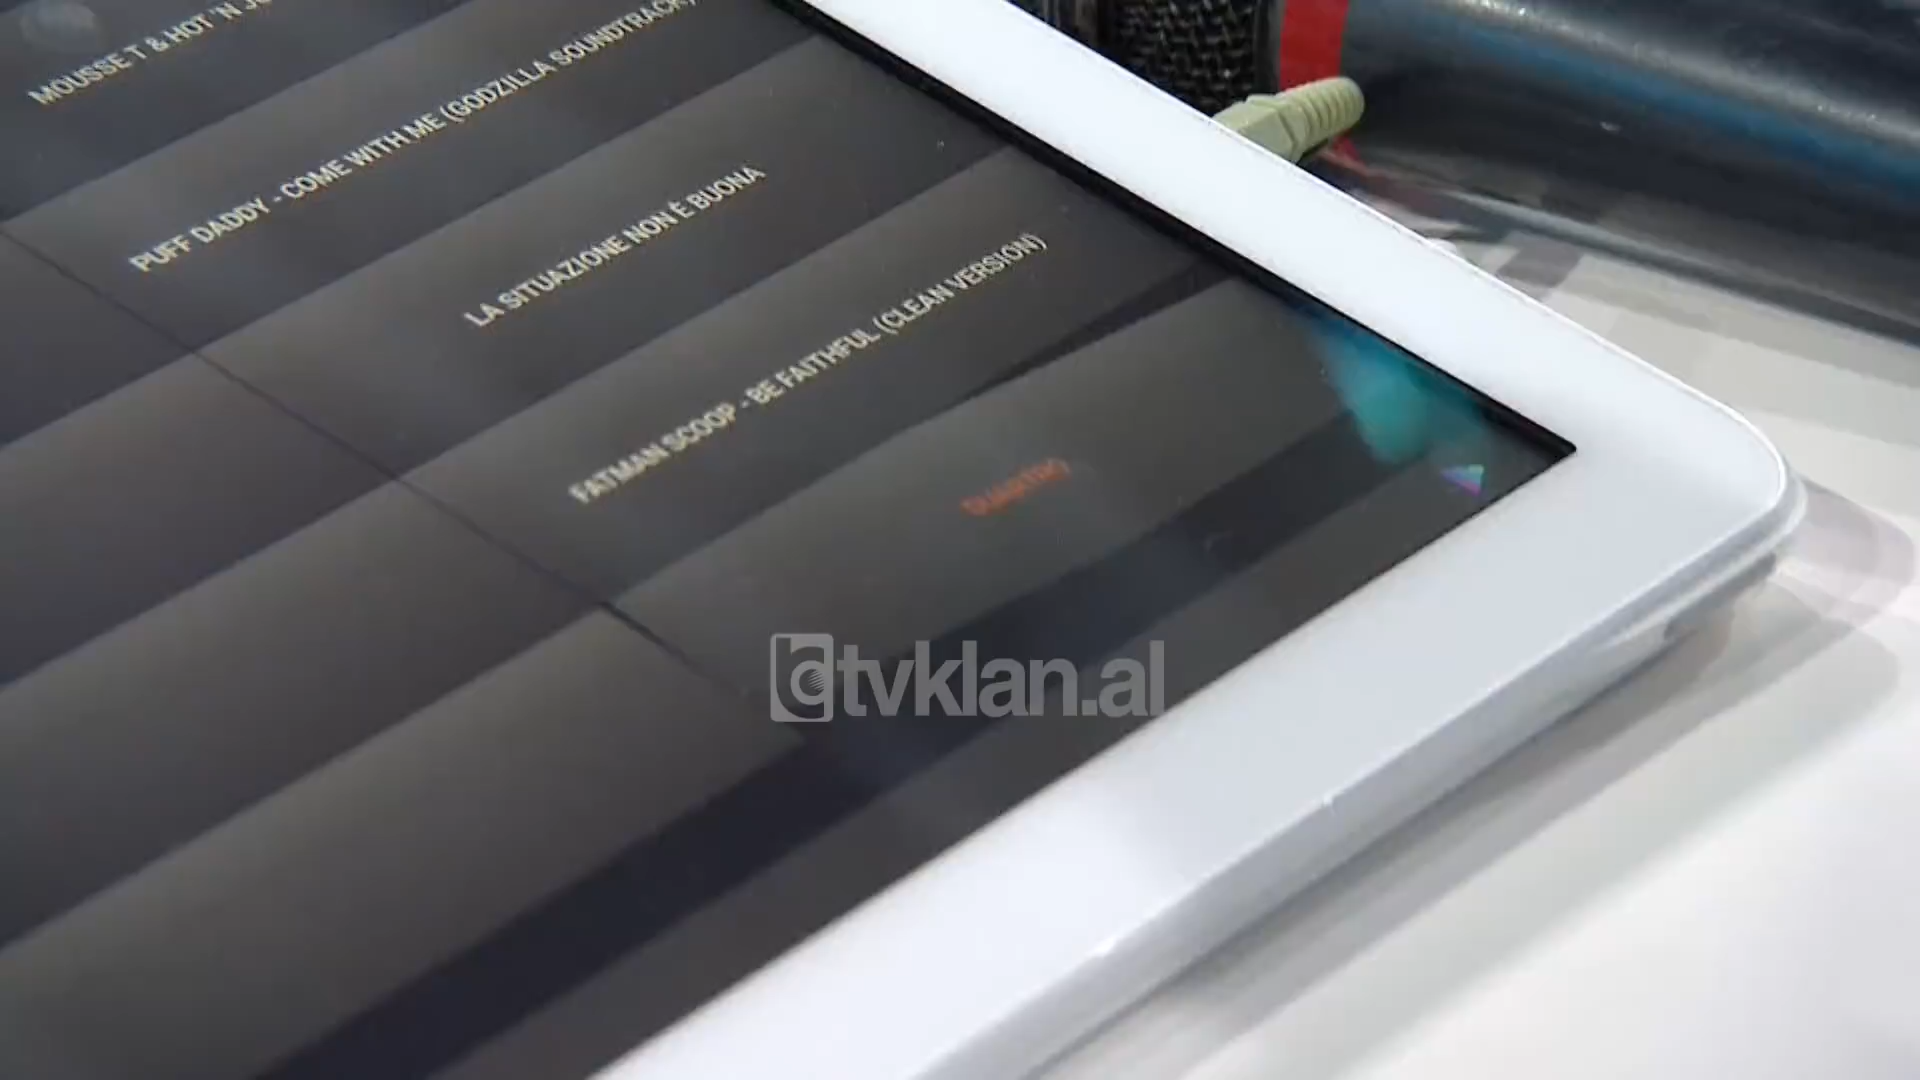 MOUSSE T & HOT 'N
PUFF DADDY - COME WITH ME (GODZILLA SOUNDTRACK)
LA SITUAZIONE NON È BUONA
FATMAN SCOOP - BE FAITHFUL (CLEAN VERSION)
tvklan.al